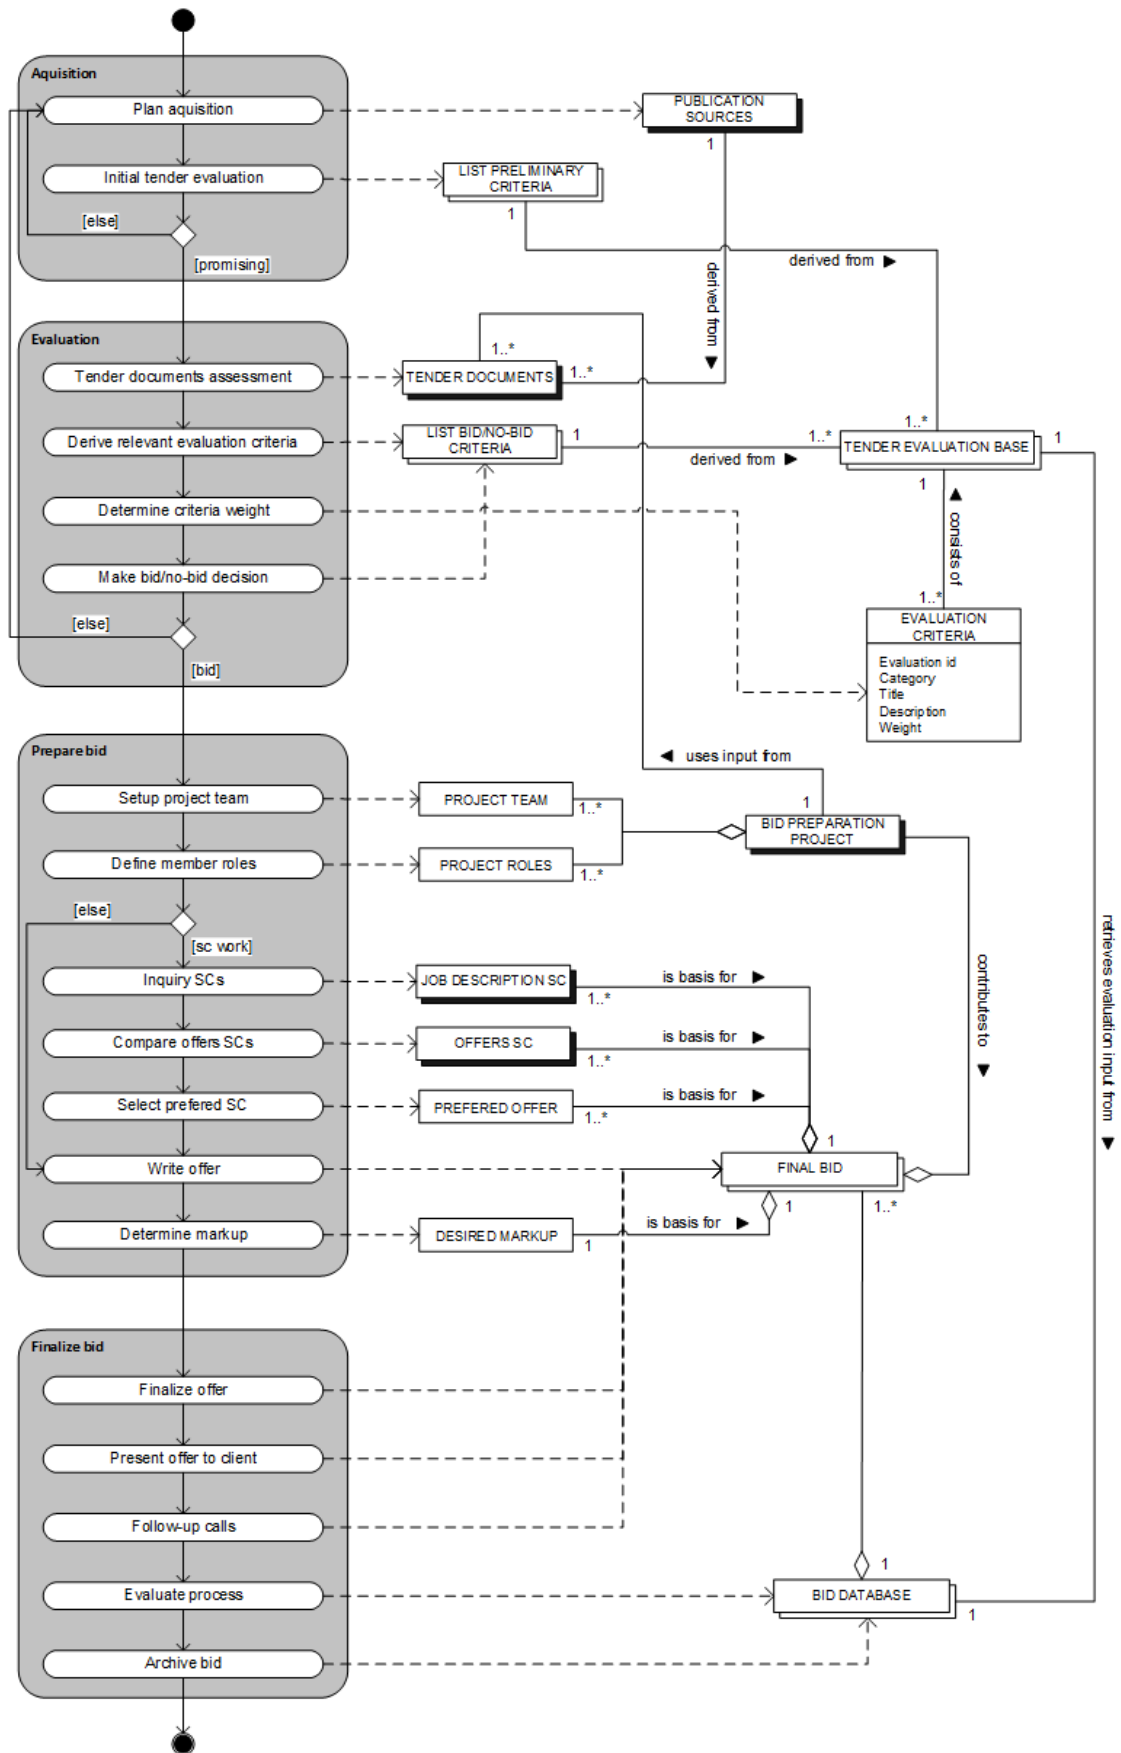 Aquisition
Plan aquisition
PUBLICATION
SOURCES
1
Initial tender evaluation
LIST PRELIMINARY
CRITERIA
1
[else]
[promising]
derived from
derived from
Evaluation
1..*
Tender documents assessment
TENDER DOCUMENTS
1..*
Derive relevant evaluation criteria
LIST BID/NO-BID
CRITERIA
1
derived from
1..*
1..*
TENDER EVALUATION BASE
1
1
Determine criteria weight
consists of
Make bid/no-bid decision
1..*
[else]
[bid]
EVALUATION
CRITERIA
Evaluation id
Category
Title
Description
Weight
Prepare bid
uses input from
Setup project team
PROJECT TEAM
1..*
1
BID PREPARATION
PROJECT
Define member roles
PROJECT ROLES
1..*
[else]
[sc work]
Inquiry SCs
JOB DESCRIPTION SC
1..*
is basis for
contributes to
retrieves evaluation input from
Compare offers SCs
OFFERS SC
1..*
is basis for
Select prefered SC
PREFERED OFFER
1..*
is basis for
1
Write offer
FINAL BID
1
1..*
Determine markup
DESIRED MARKUP
1
is basis for
Finalize bid
Finalize offer
Present offer to client
Follow-up calls
1
Evaluate process
BID DATABASE
1
Archive bid